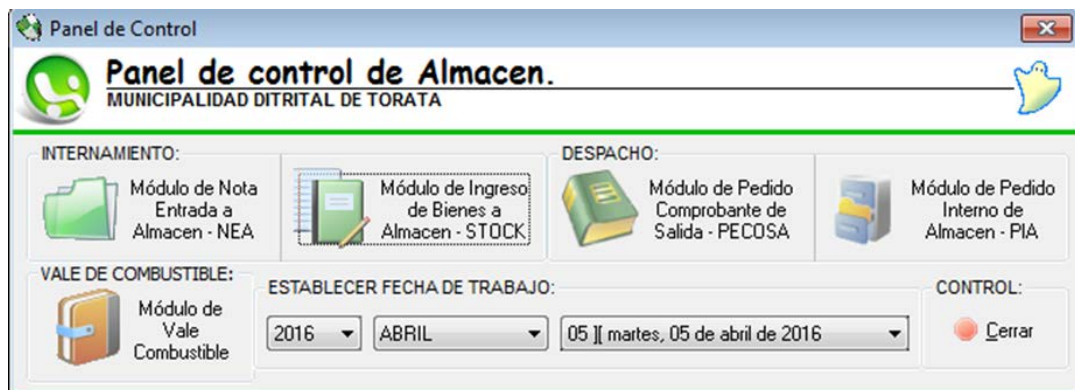 Panel de Control
Panel de control de Almacen.
MUNICIPALIDAD DITRITAL DE TORATA
INTERNAMIENTO:
Módulo de Nota
Entrada a
Almacen - NEA
Módulo de Ingreso
de Bienes a
Almacen - STOCK
DESPACHO:
Módulo de Pedido
Comprobante de
Salida - PECOSA
Módulo de Pedido
Interno de
Almacen - PIA
VALE DE COMBUSTIBLE:
Módulo de
Vale
Combustible
ESTABLECER FECHA DE TRABAJO:
2016
ABRIL
05 ][ martes, 05 de abril de 2016
CONTROL:
Cerrar